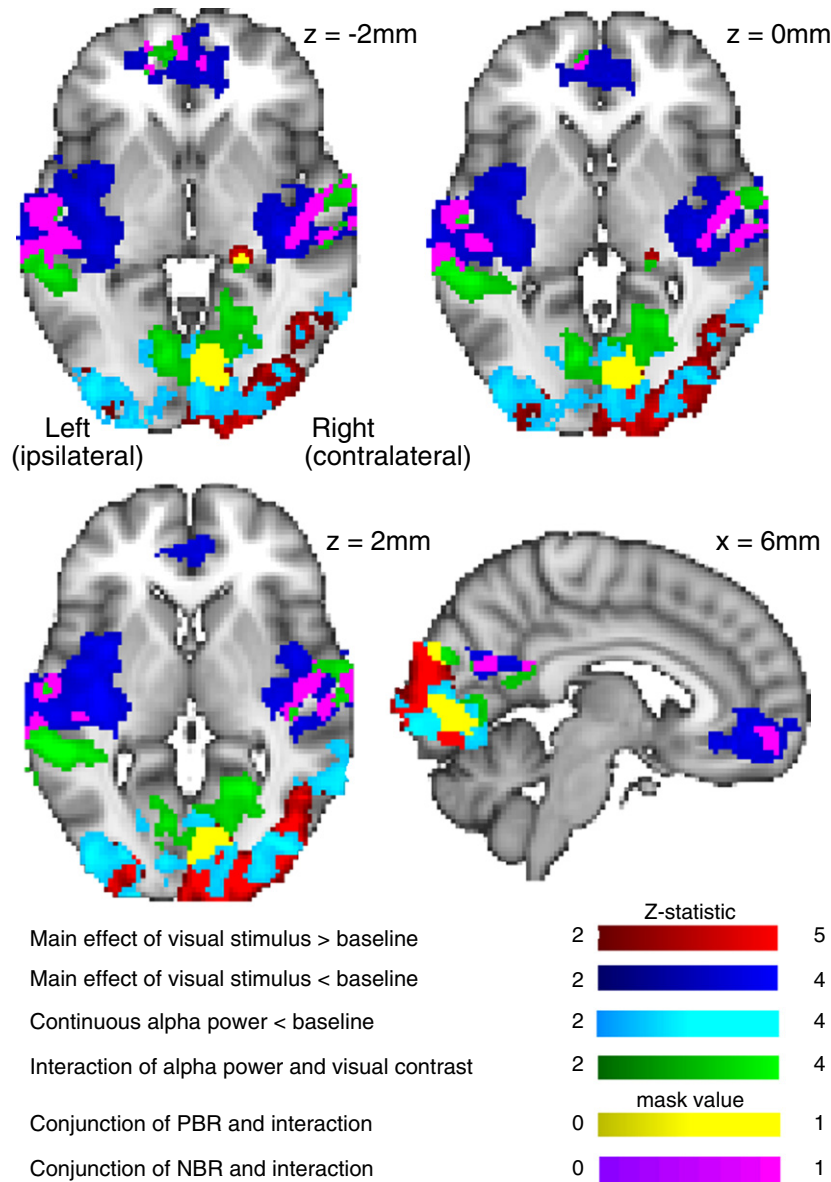 z = -2mm
z = 0mm
Left
(ipsilateral)
Right
(contralateral)
z = 2mm
x = 6mm
Z-statistic
Main effect of visual stimulus > baseline 2 5
Main effect of visual stimulus < baseline 2 4
Continuous alpha power < baseline 2 4
Interaction of alpha power and visual contrast 2 4
mask value
Conjunction of PBR and interaction 0 1
Conjunction of NBR and interaction 0 1